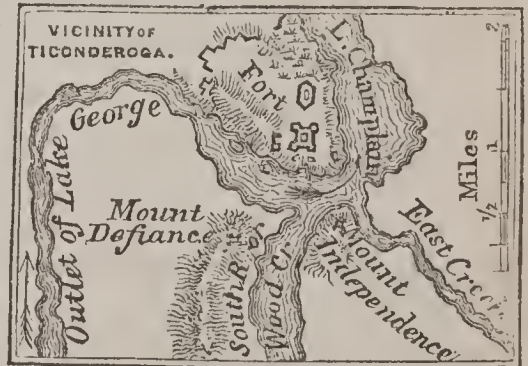 VICINITY OF
TICONDEROGA.
L. Champlain
Fort
George
Outlet of Lake
Mount
Defiance
South R.
Wood Cr.
Mount
Independence
East Creek
Miles
2
1
1/2